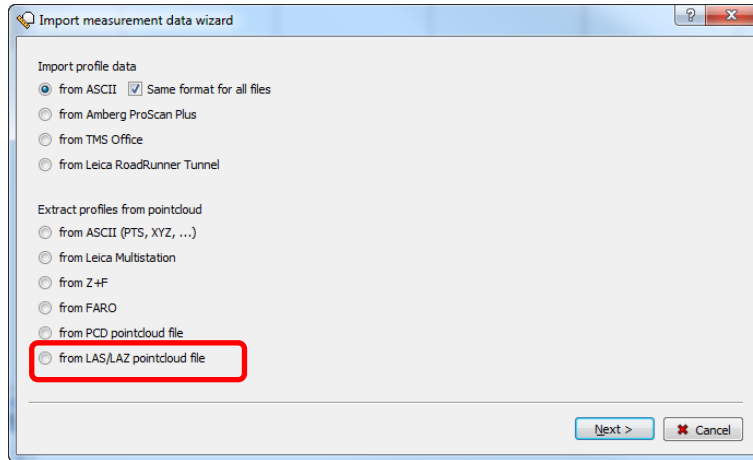 Import measurement data wizard
?
Import profile data
from ASCII Same format for all files
from Amberg ProScan Plus
from TMS Office
from Leica RoadRunner Tunnel
Extract profiles from pointcloud
from ASCII (PTS, XYZ, ...)
from Leica Multistation
from Z+F
from FARO
from PCD pointcloud file
from LAS/LAZ pointcloud file
Next > Cancel